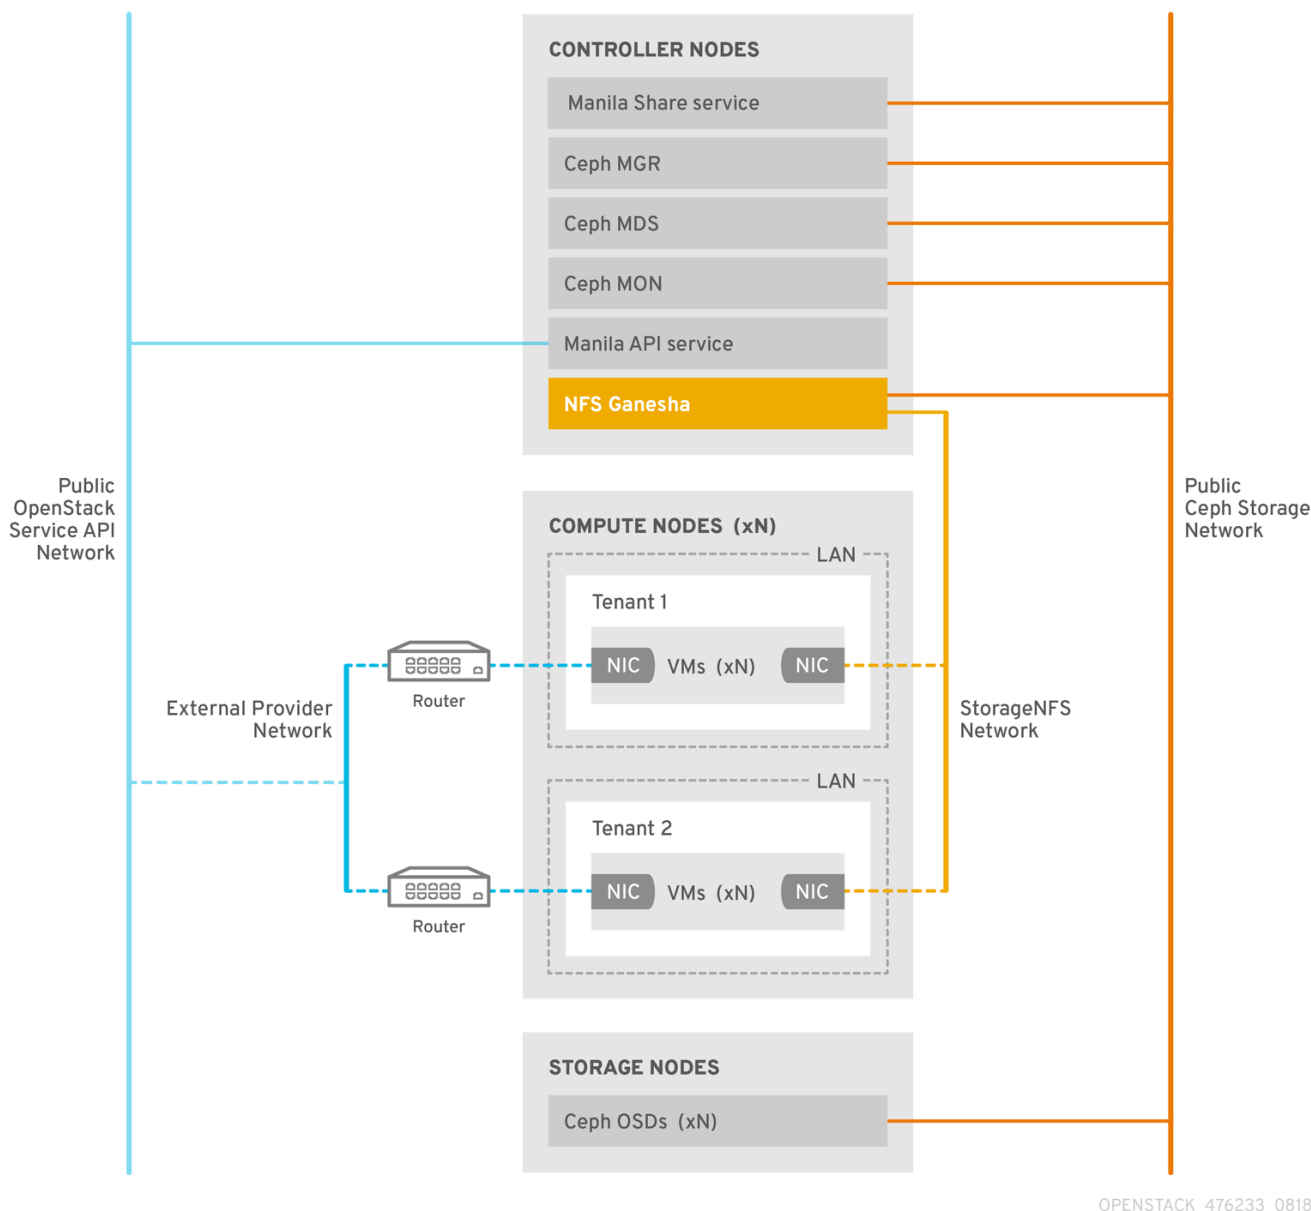 CONTROLLER NODES
Manila Share service
Ceph MGR
Ceph MDS
Ceph MON
Manila API service
NFS Ganesha
Public
OpenStack
Service API
Network
Public
Ceph Storage
Network
COMPUTE NODES (xN)
LAN
Tenant 1
NIC VMs (xN) NIC
Router
External Provider
Network
StorageNFS
Network
LAN
Tenant 2
NIC VMs (xN) NIC
Router
STORAGE NODES
Ceph OSDs (xN)
OPENSTACK 476233 0818